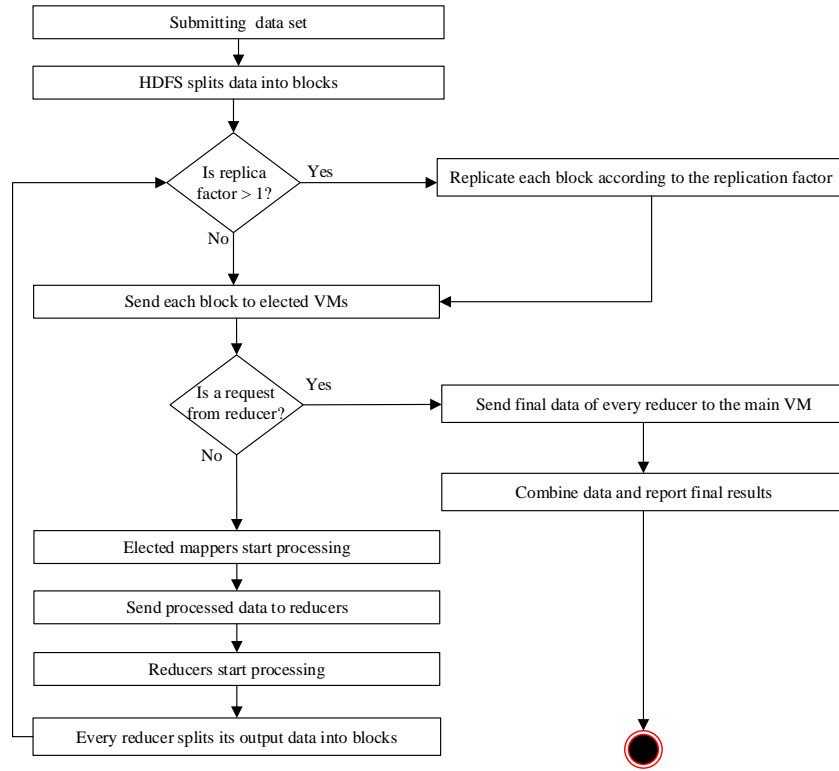 Submitting data set
HDFS splits data into blocks
Is replica
factor > 1?
Yes
Replicate each block according to the replication factor
No
Send each block to elected VMs
Is a request
from reducer?
Yes
Send final data of every reducer to the main VM
No
Combine data and report final results
Elected mappers start processing
Send processed data to reducers
Reducers start processing
Every reducer splits its output data into blocks